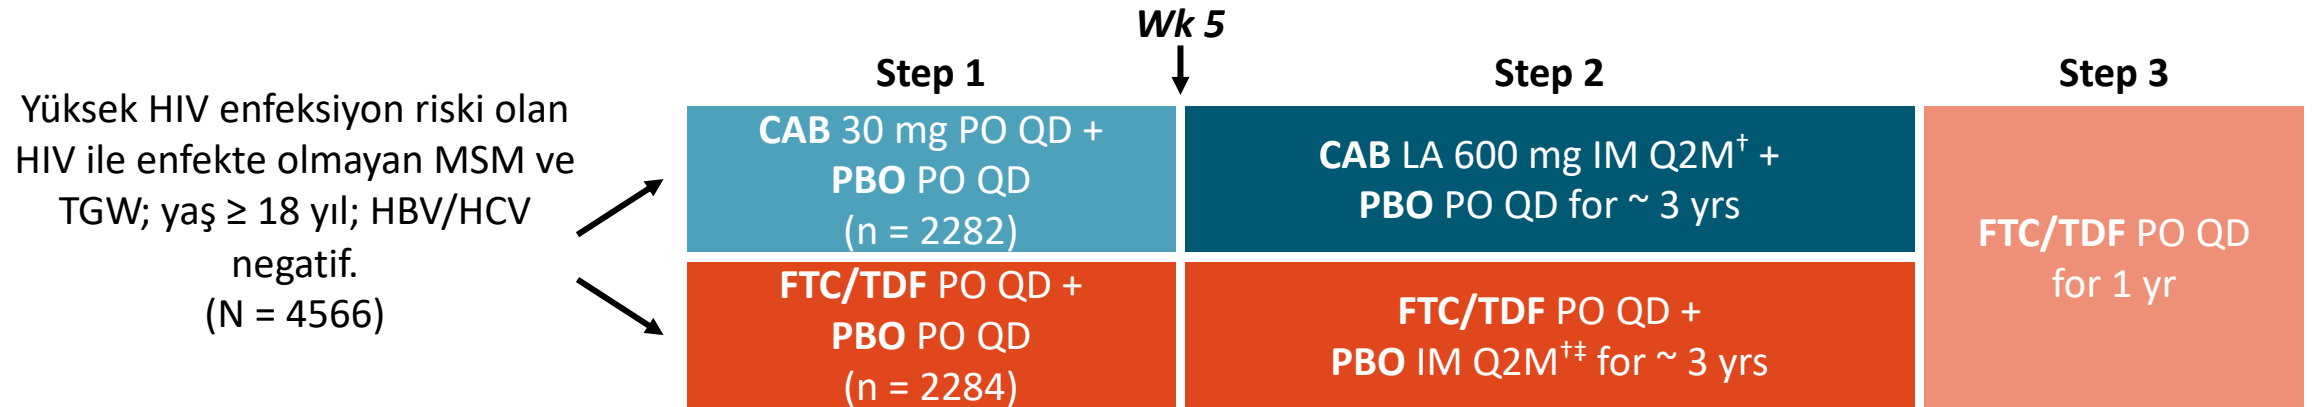 Wk 5
Step 1
Step 2
Step 3
Yüksek HIV enfeksiyon riski olan
HIV ile enfekte olmayan MSM ve
TGW; yaş ≥ 18 yıl; HBV/HCV
negatif.
(N = 4566)
CAB 30 mg PO QD +
PBO PO QD
(n = 2282)
CAB LA 600 mg IM Q2M† +
PBO PO QD for ~ 3 yrs
FTC/TDF PO QD +
PBO PO QD
(n = 2284)
FTC/TDF PO QD +
PBO IM Q2M†‡ for ~ 3 yrs
FTC/TDF PO QD
for 1 yr